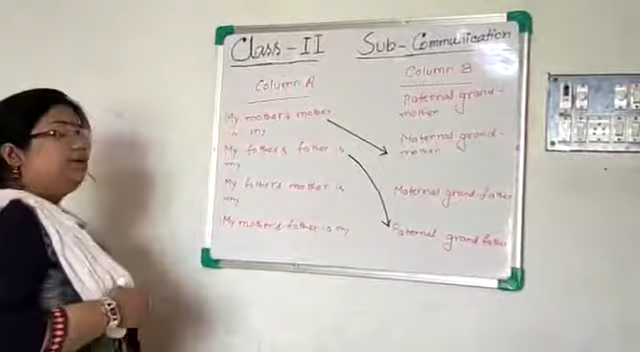 Class - II
Sub- Communication
Column A
My mother's mother
is my
My father's father is
my
My father's mother is
my
My mother's father is my
Column B
Paternal grand-
mother
Maternal grand-
mother
Maternal grand father
Paternal grand father